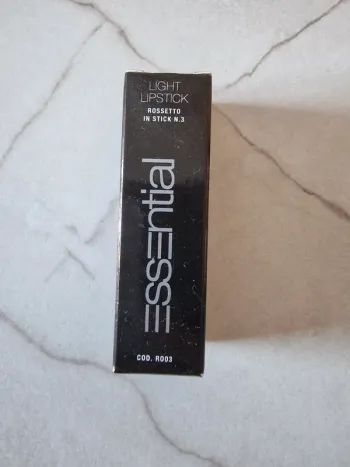 LIGHT
LIPSTICK
ROSSETTO
IN STICK N.3
Essential
COD. R003